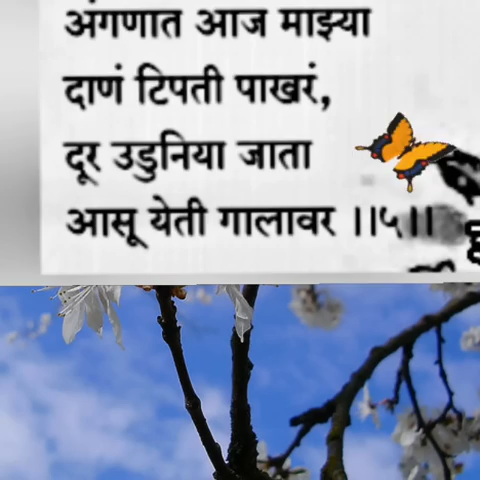 अंगणात आज माझ्या
दाणं टिपती पाखरं,
दूर उडुनिया जाता
आसू येती गालावर ।।५।।